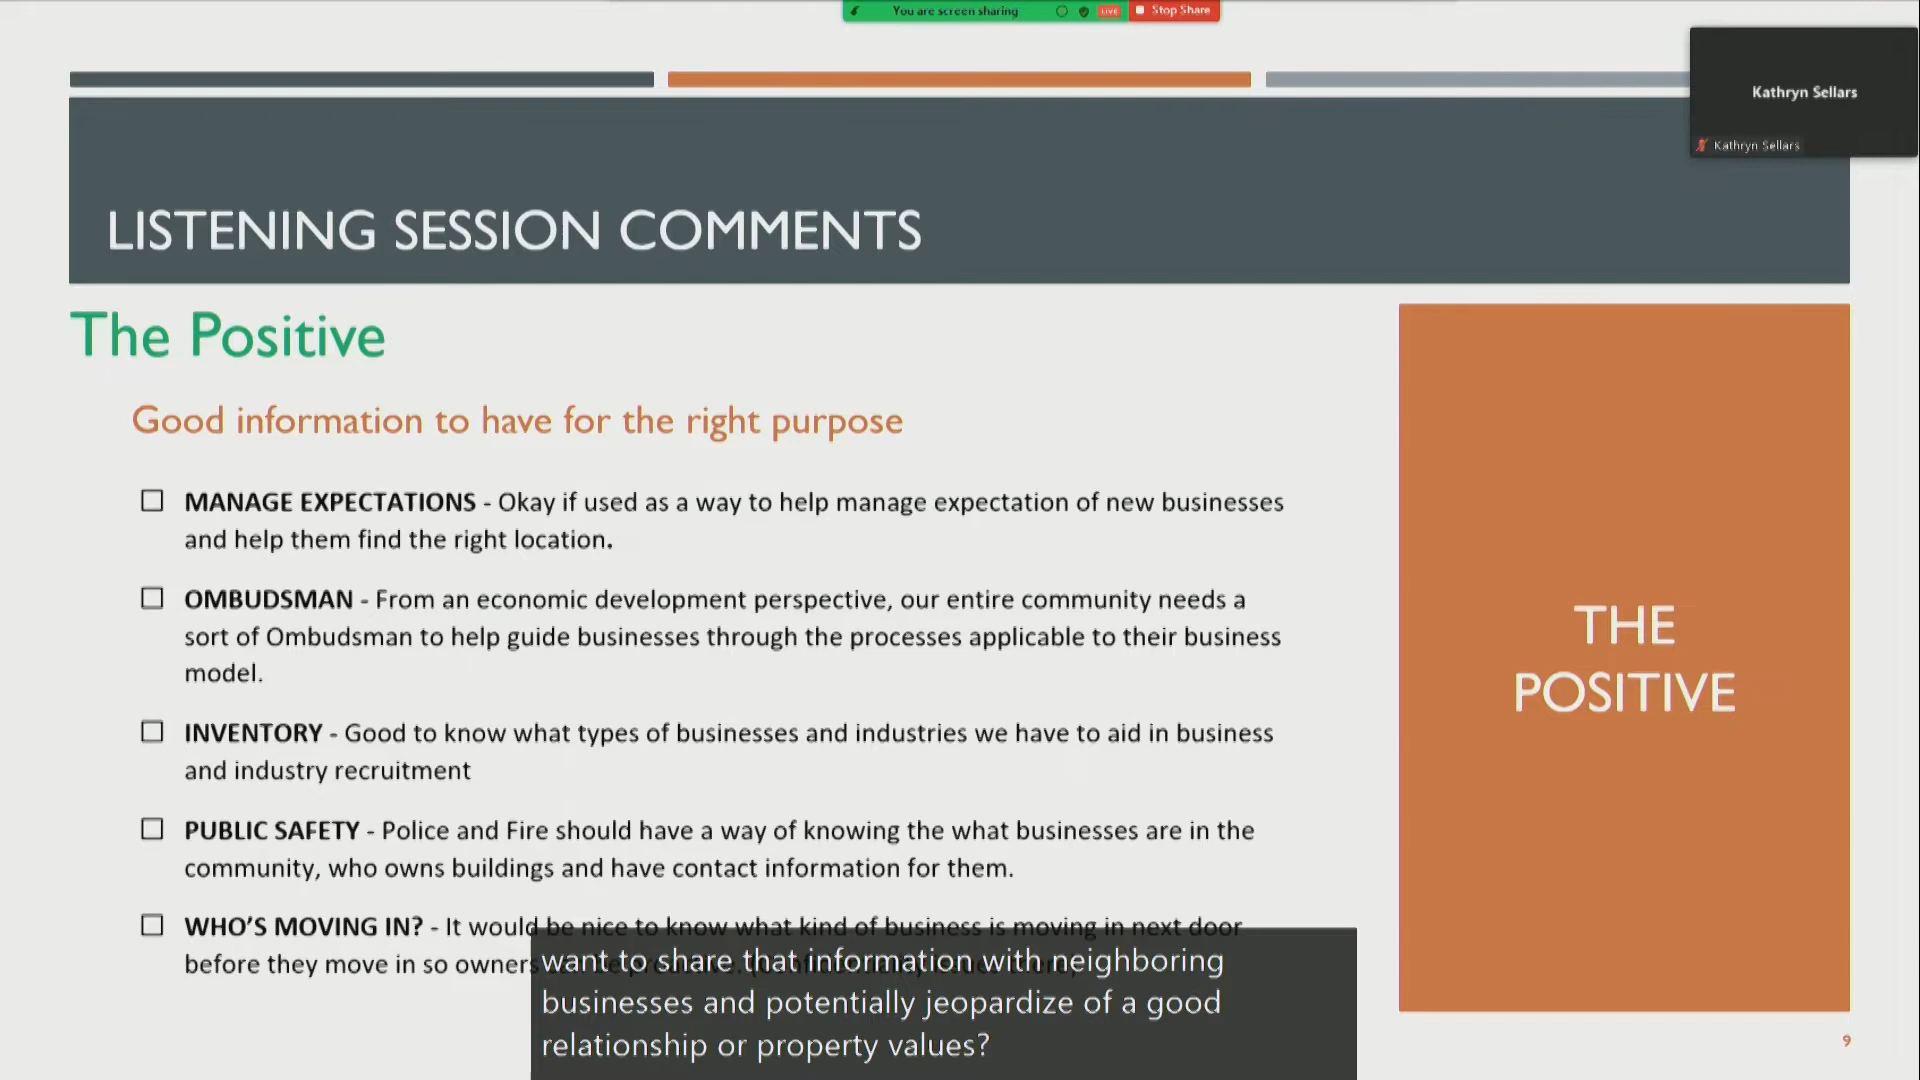 You are screen sharing
LIVE
Stop Share
Kathryn Sellars
Kathryn Sellars
LISTENING SESSION COMMENTS
The Positive
Good information to have for the right purpose
MANAGE EXPECTATIONS - Okay if used as a way to help manage expectation of new businesses
and help them find the right location.
OMBUDSMAN - From an economic development perspective, our entire community needs a
sort of Ombudsman to help guide businesses through the processes applicable to their business
model.
INVENTORY - Good to know what types of businesses and industries we have to aid in business
and industry recruitment
PUBLIC SAFETY - Police and Fire should have a way of knowing the what businesses are in the
community, who owns buildings and have contact information for them.
WHO'S MOVING IN? - It would be nice to know what kind of business is moving in next door
before they move in so owners
want to share that information with neighboring
businesses and potentially jeopardize of a good
relationship or property values?
THE
POSITIVE
9